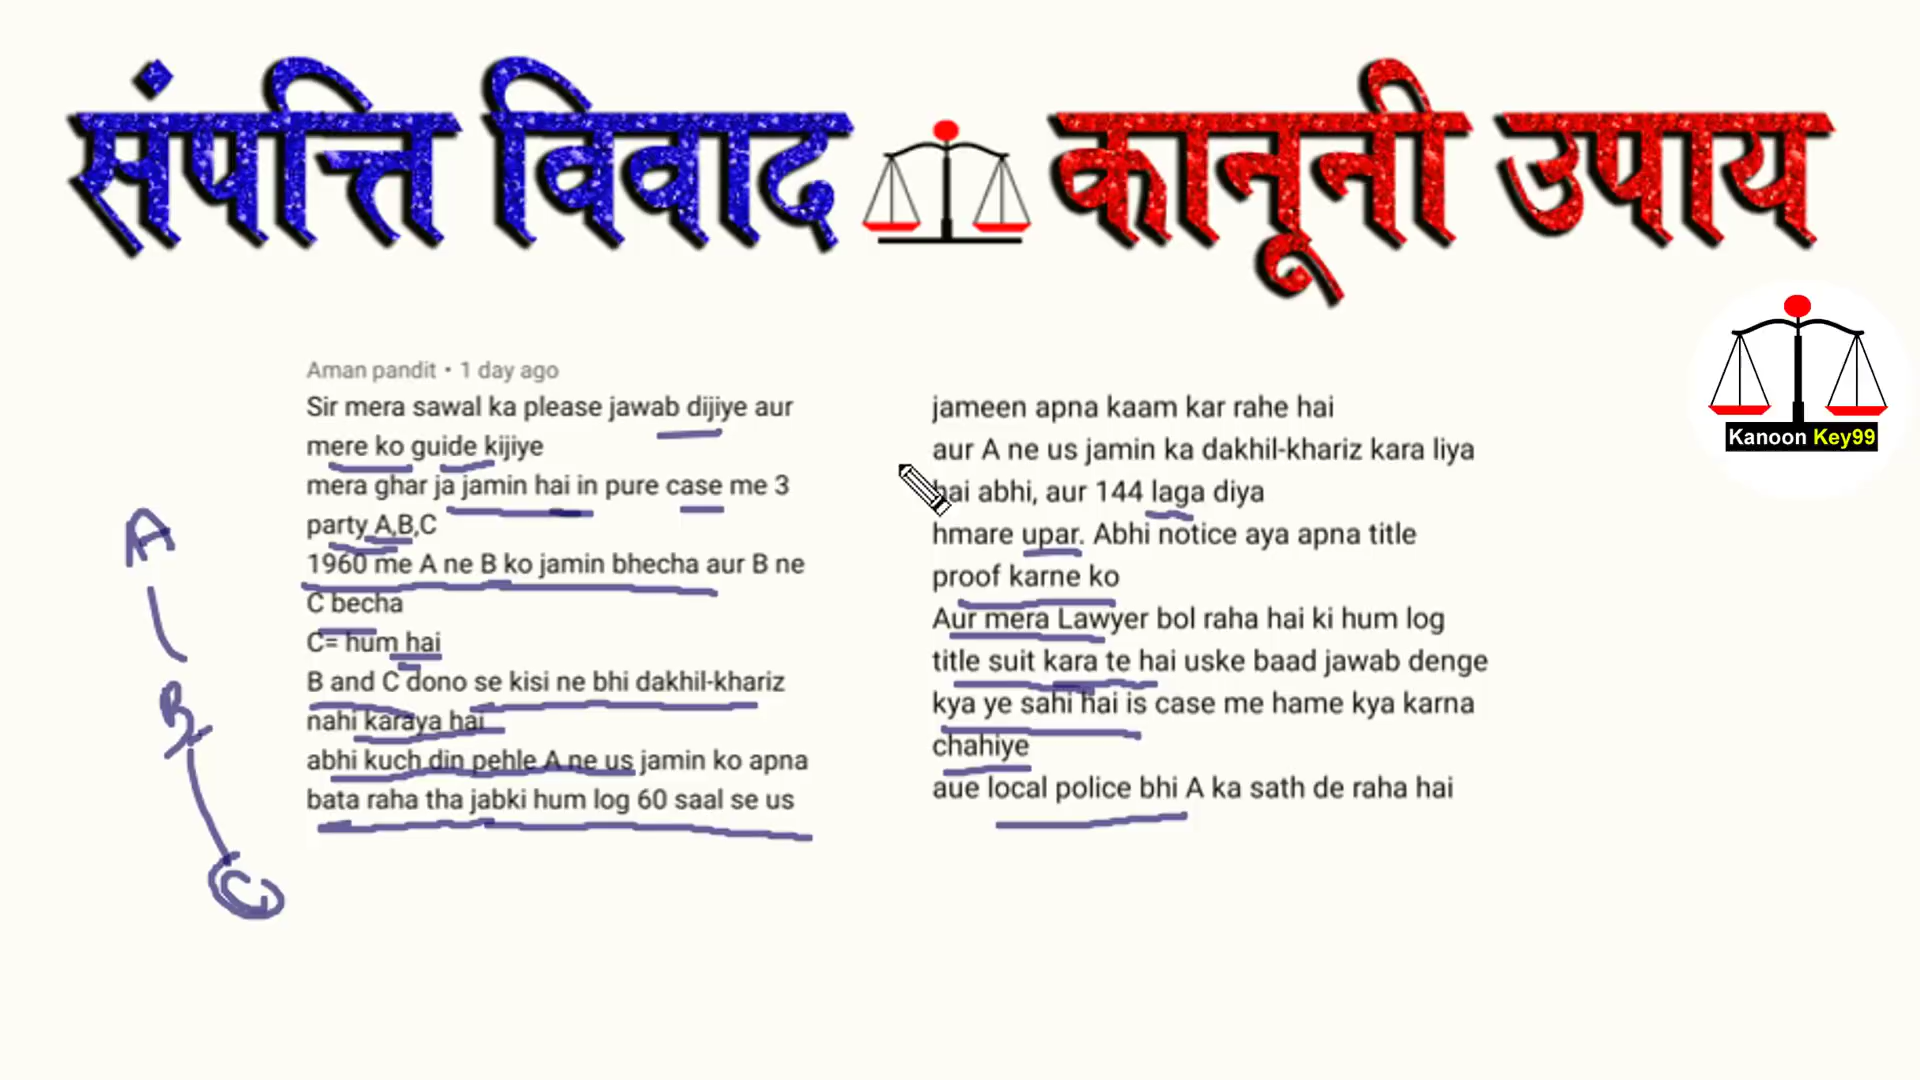 संपत्ति विवाद कानूनी उपाय
Kanoon Key99
Aman pandit • 1 day ago
Sir mera sawal ka please jawab dijiye aur
mere ko guide kijiye
mera ghar ja jamin hai in pure case me 3
party A,B,C
1960 me A ne B ko jamin bhecha aur B ne
C becha
C= hum hai
B and C dono se kisi ne bhi dakhil-khariz
nahi karaya hai
abhi kuch din pehle A ne us jamin ko apna
bata raha tha jabki hum log 60 saal se us
jameen apna kaam kar rahe hai
aur A ne us jamin ka dakhil-khariz kara liya
hai abhi, aur 144 laga diya
hmare upar. Abhi notice aya apna title
proof karne ko
Aur mera Lawyer bol raha hai ki hum log
title suit kara te hai uske baad jawab denge
kya ye sahi hai is case me hame kya karna
chahiye
aue local police bhi A ka sath de raha hai
A
B
C